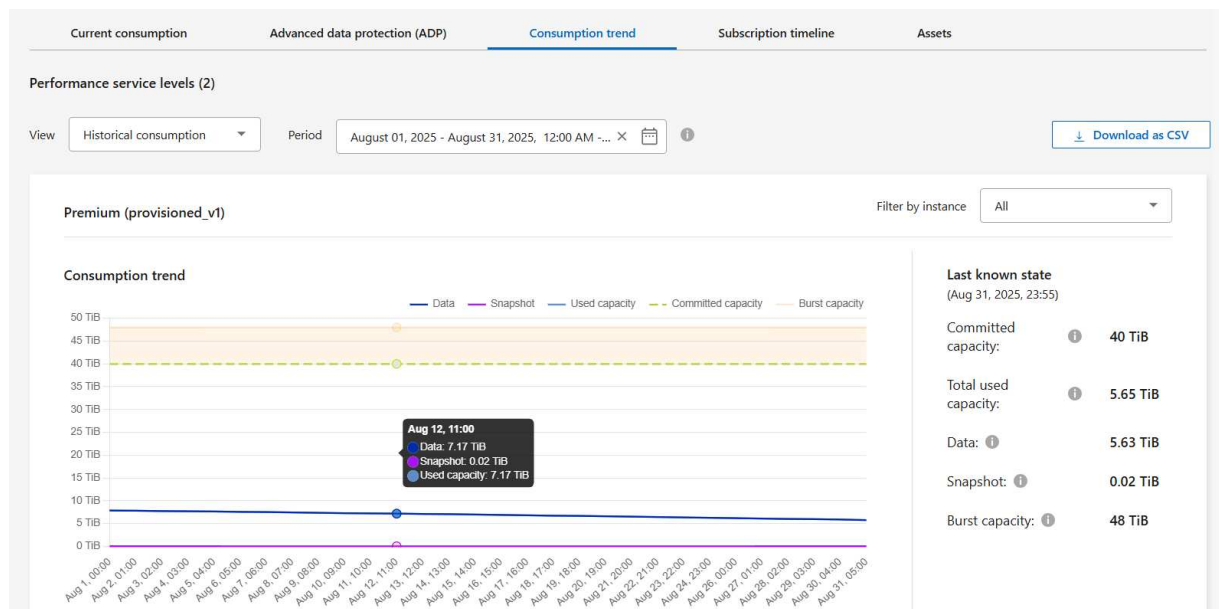 Current consumption
Advanced data protection (ADP)
Consumption trend
Subscription timeline
Assets
Performance service levels (2)
View
Historical consumption
Period
August 01, 2025 - August 31, 2025, 12:00 AM -...
Download as CSV
Premium (provisioned_v1)
Filter by instance
All
Consumption trend
Data
Snapshot
Used capacity
Committed capacity
Burst capacity
50 TiB
45 TiB
40 TiB
35 TiB
30 TiB
25 TiB
20 TiB
15 TiB
10 TiB
5 TiB
0 TiB
Aug 12, 11:00
Data: 7.17 TiB
Snapshot: 0.02 TiB
Used capacity: 7.17 TiB
Aug 1, 00:00
Aug 2, 01:00
Aug 3, 02:00
Aug 4, 03:00
Aug 5, 04:00
Aug 6, 05:00
Aug 7, 06:00
Aug 8, 07:00
Aug 9, 08:00
Aug 10, 09:00
Aug 11, 10:00
Aug 12, 11:00
Aug 13, 12:00
Aug 14, 13:00
Aug 15, 14:00
Aug 16, 15:00
Aug 17, 16:00
Aug 18, 17:00
Aug 19, 18:00
Aug 20, 19:00
Aug 21, 20:00
Aug 22, 21:00
Aug 23, 22:00
Aug 24, 23:00
Aug 26, 00:00
Aug 27, 01:00
Aug 28, 02:00
Aug 29, 03:00
Aug 30, 04:00
Aug 31, 05:00
Last known state
(Aug 31, 2025, 23:55)
Committed
capacity:
40 TiB
Total used
capacity:
5.65 TiB
Data:
5.63 TiB
Snapshot:
0.02 TiB
Burst capacity:
48 TiB